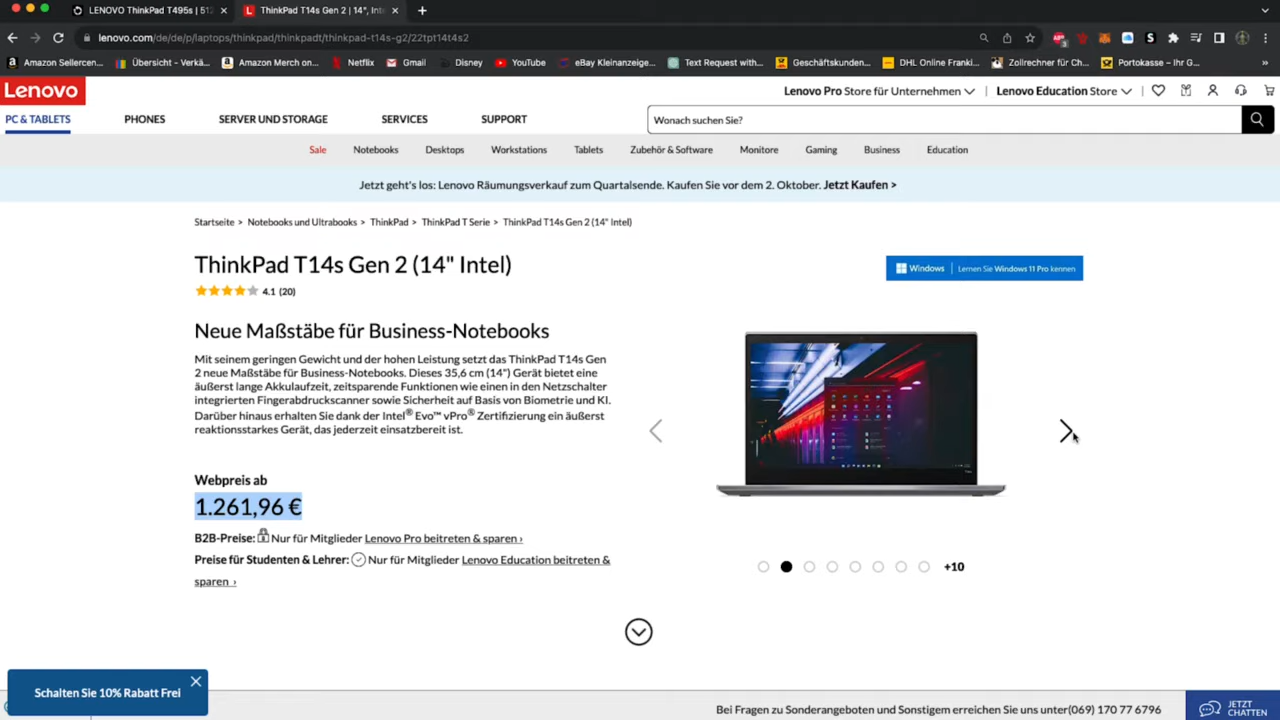 LENOVO ThinkPad T495s | 512
ThinkPad T14s Gen 2 | 14", Inte
lenovo.com/de/de/p/laptops/thinkpad/thinkpadt/thinkpad-t14s-g2/22tpt14t4s2
Amazon Sellercen... Übersicht – Verkä... Amazon Merch on... Netflix Gmail Disney YouTube eBay Kleinanzeige... Text Request with... Geschäftskunden... DHL Online Franki... Zollrechner für Ch... Portokasse – Ihr G... »
Lenovo
Lenovo Pro Store für Unternehmen | Lenovo Education Store
PC & TABLETS PHONES SERVER UND STORAGE SERVICES SUPPORT
Wonach suchen Sie?
Sale Notebooks Desktops Workstations Tablets Zubehör & Software Monitore Gaming Business Education
Jetzt geht's los: Lenovo Räumungsverkauf zum Quartalsende. Kaufen Sie vor dem 2. Oktober. Jetzt Kaufen >
Startseite > Notebooks und Ultrabooks > ThinkPad > ThinkPad T Serie > ThinkPad T14s Gen 2 (14" Intel)
ThinkPad T14s Gen 2 (14" Intel)
Windows | Lernen Sie Windows 11 Pro kennen
4.1 (20)
Neue Maßstäbe für Business-Notebooks
Mit seinem geringen Gewicht und der hohen Leistung setzt das ThinkPad T14s Gen
2 neue Maßstäbe für Business-Notebooks. Dieses 35,6 cm (14") Gerät bietet eine
äußerst lange Akkulaufzeit, zeitsparende Funktionen wie einen in den Netzschalter
integrierten Fingerabdruckscanner sowie Sicherheit auf Basis von Biometrie und KI.
Darüber hinaus erhalten Sie dank der Intel® Evo™ vPro® Zertifizierung ein äußerst
reaktionsstarkes Gerät, das jederzeit einsatzbereit ist.
Webpreis ab
1.261,96 €
B2B-Preise: Nur für Mitglieder Lenovo Pro beitreten & sparen ›
Preise für Studenten & Lehrer: Nur für Mitglieder Lenovo Education beitreten &
sparen ›
+10
Schalten Sie 10% Rabatt Frei
Bei Fragen zu Sonderangeboten und Sonstigem erreichen Sie uns unter(069) 170 77 6796
JETZT
CHATTEN